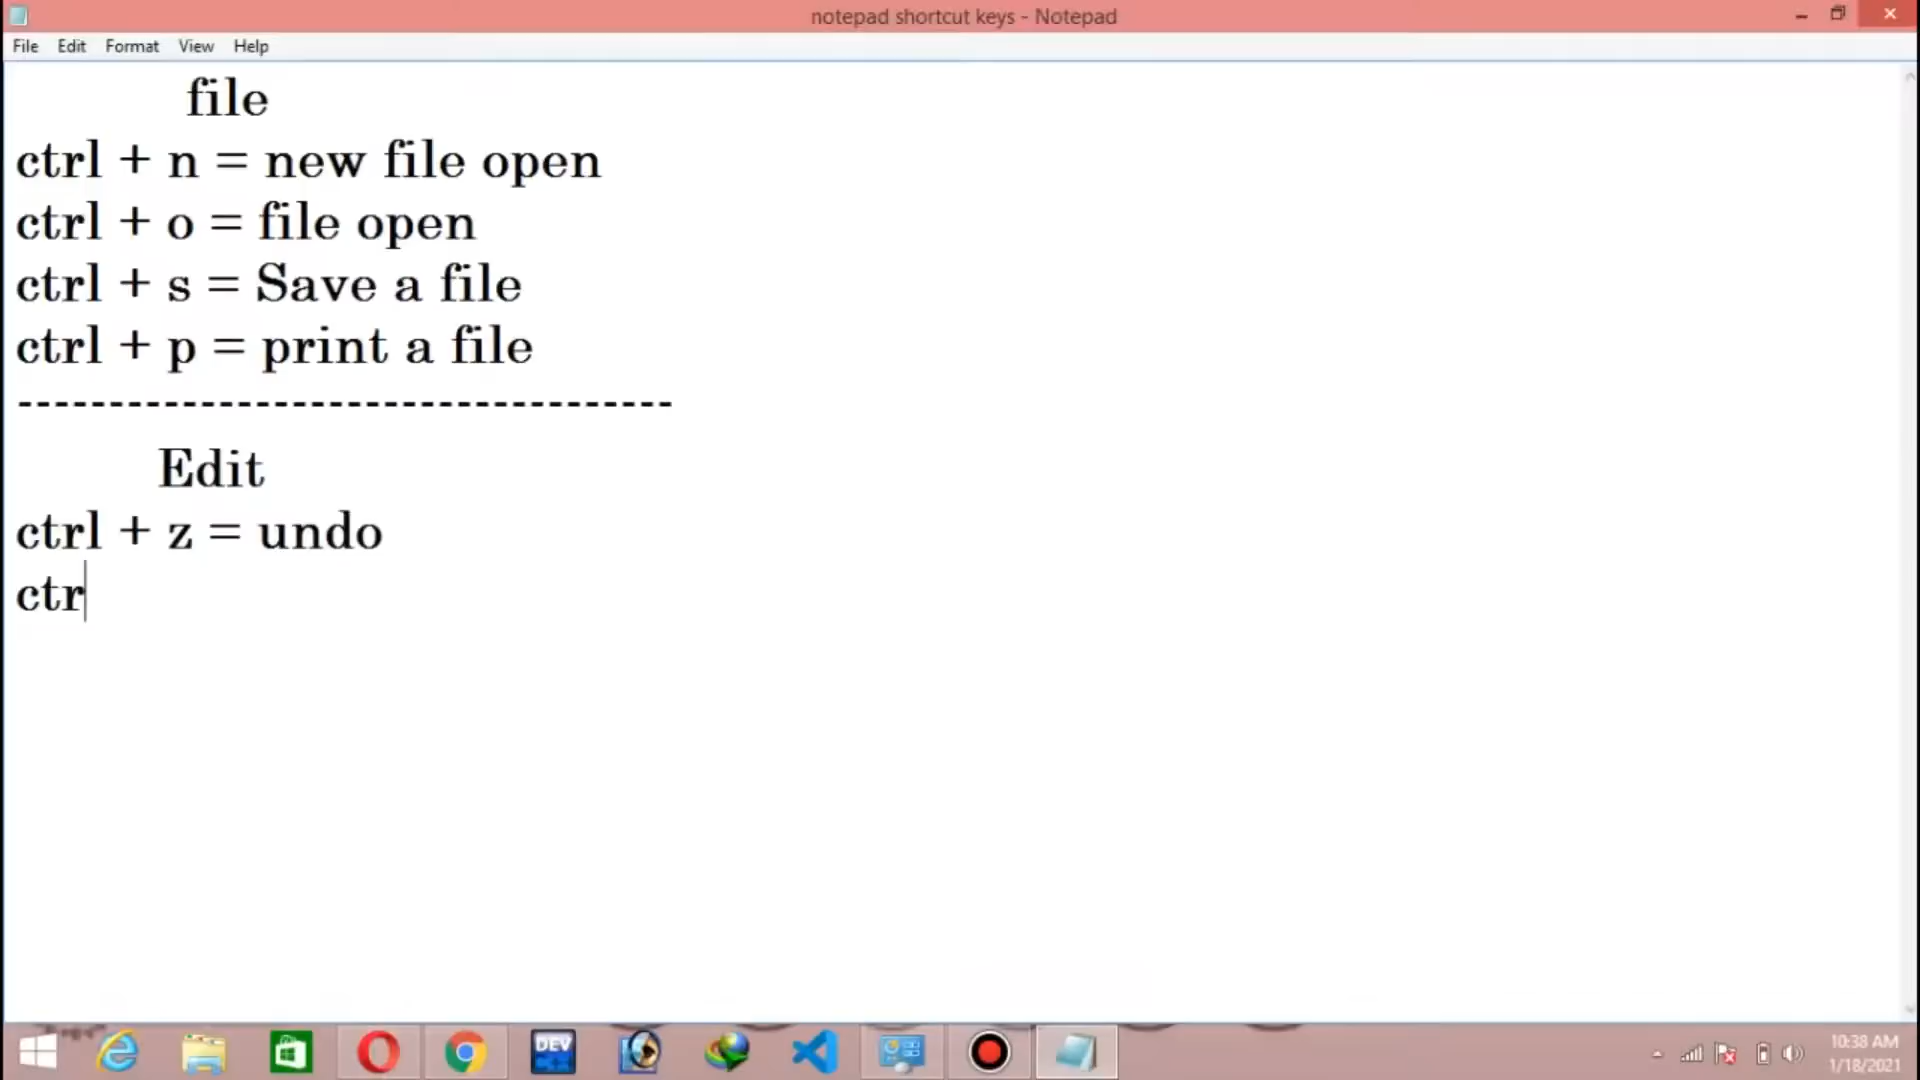 notepad shortcut keys - Notepad
File Edit Format View Help
file
ctrl + n = new file open
ctrl + o = file open
ctrl + s = Save a file
ctrl + p = print a file
------------------------------------
Edit
ctrl + z = undo
ctr
DEV
10:38 AM
1/18/2021